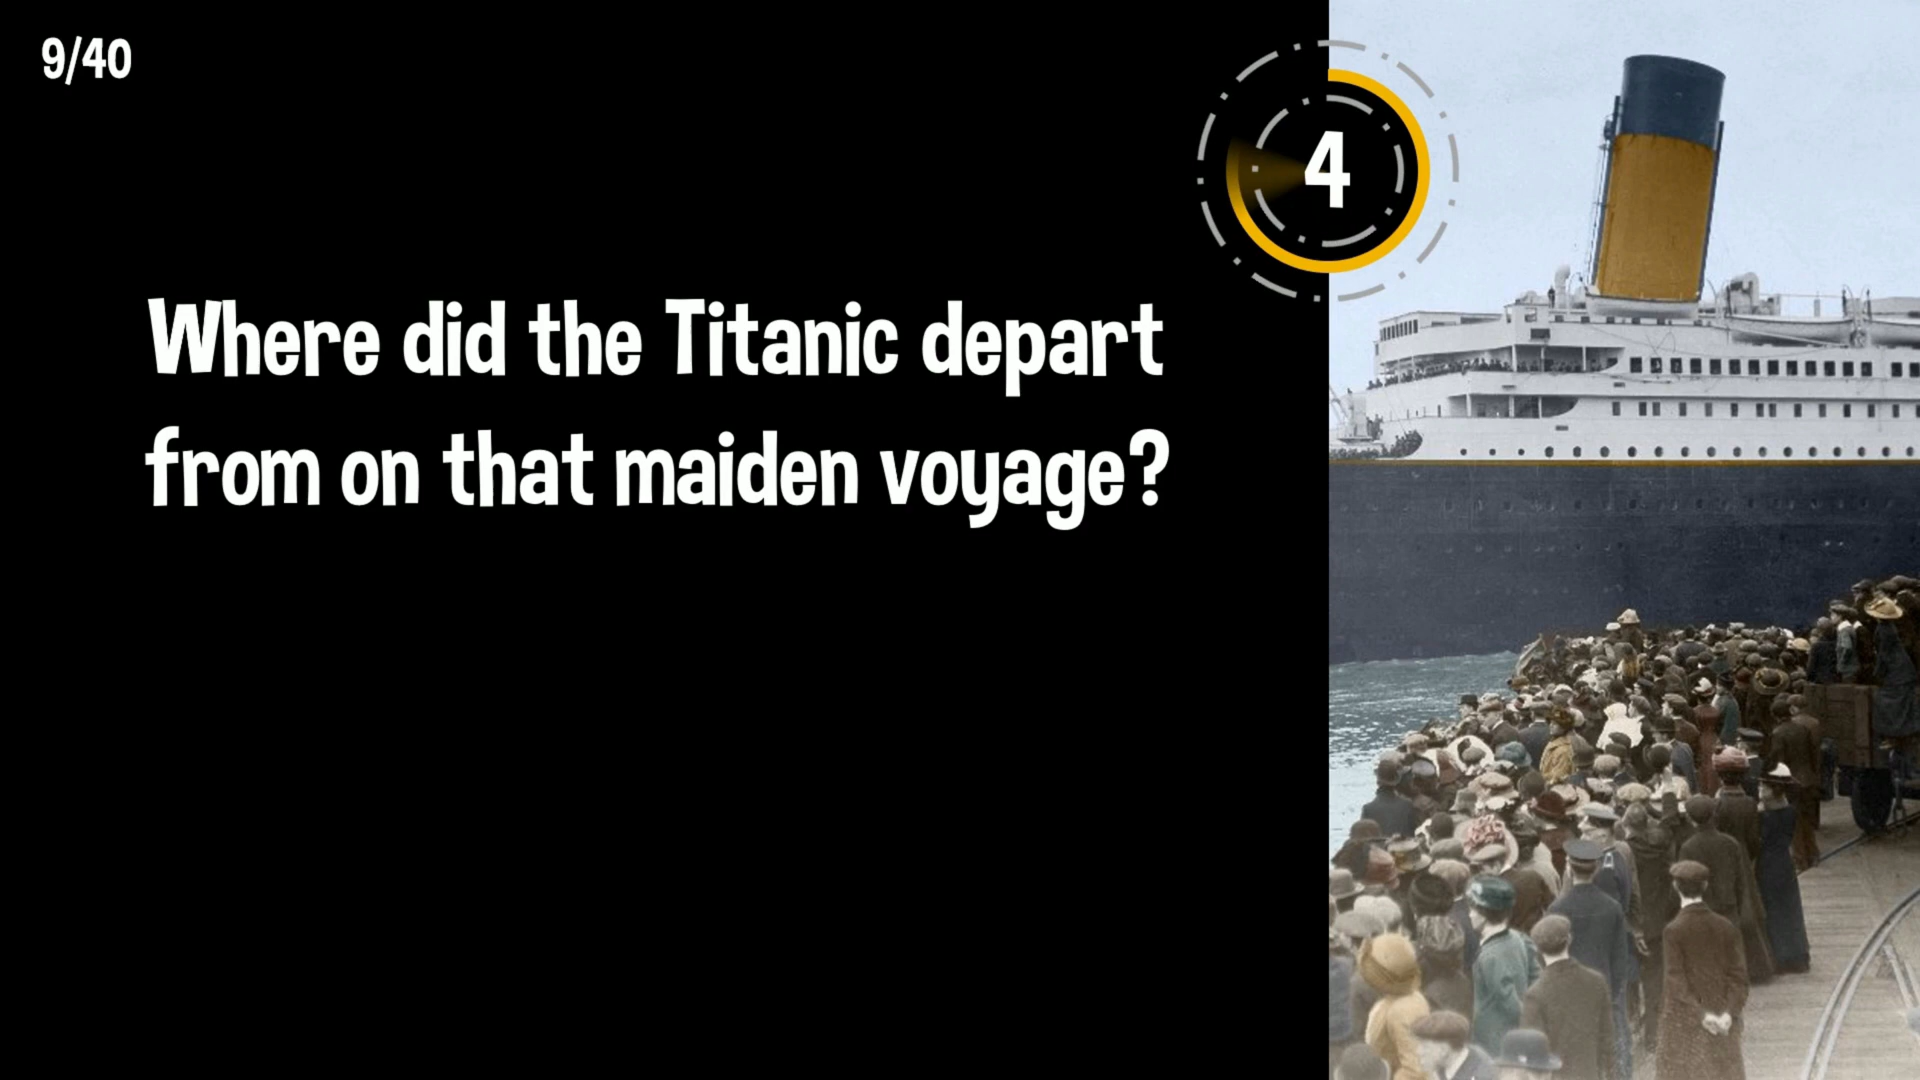 9/40
4
Where did the Titanic depart
from on that maiden voyage?